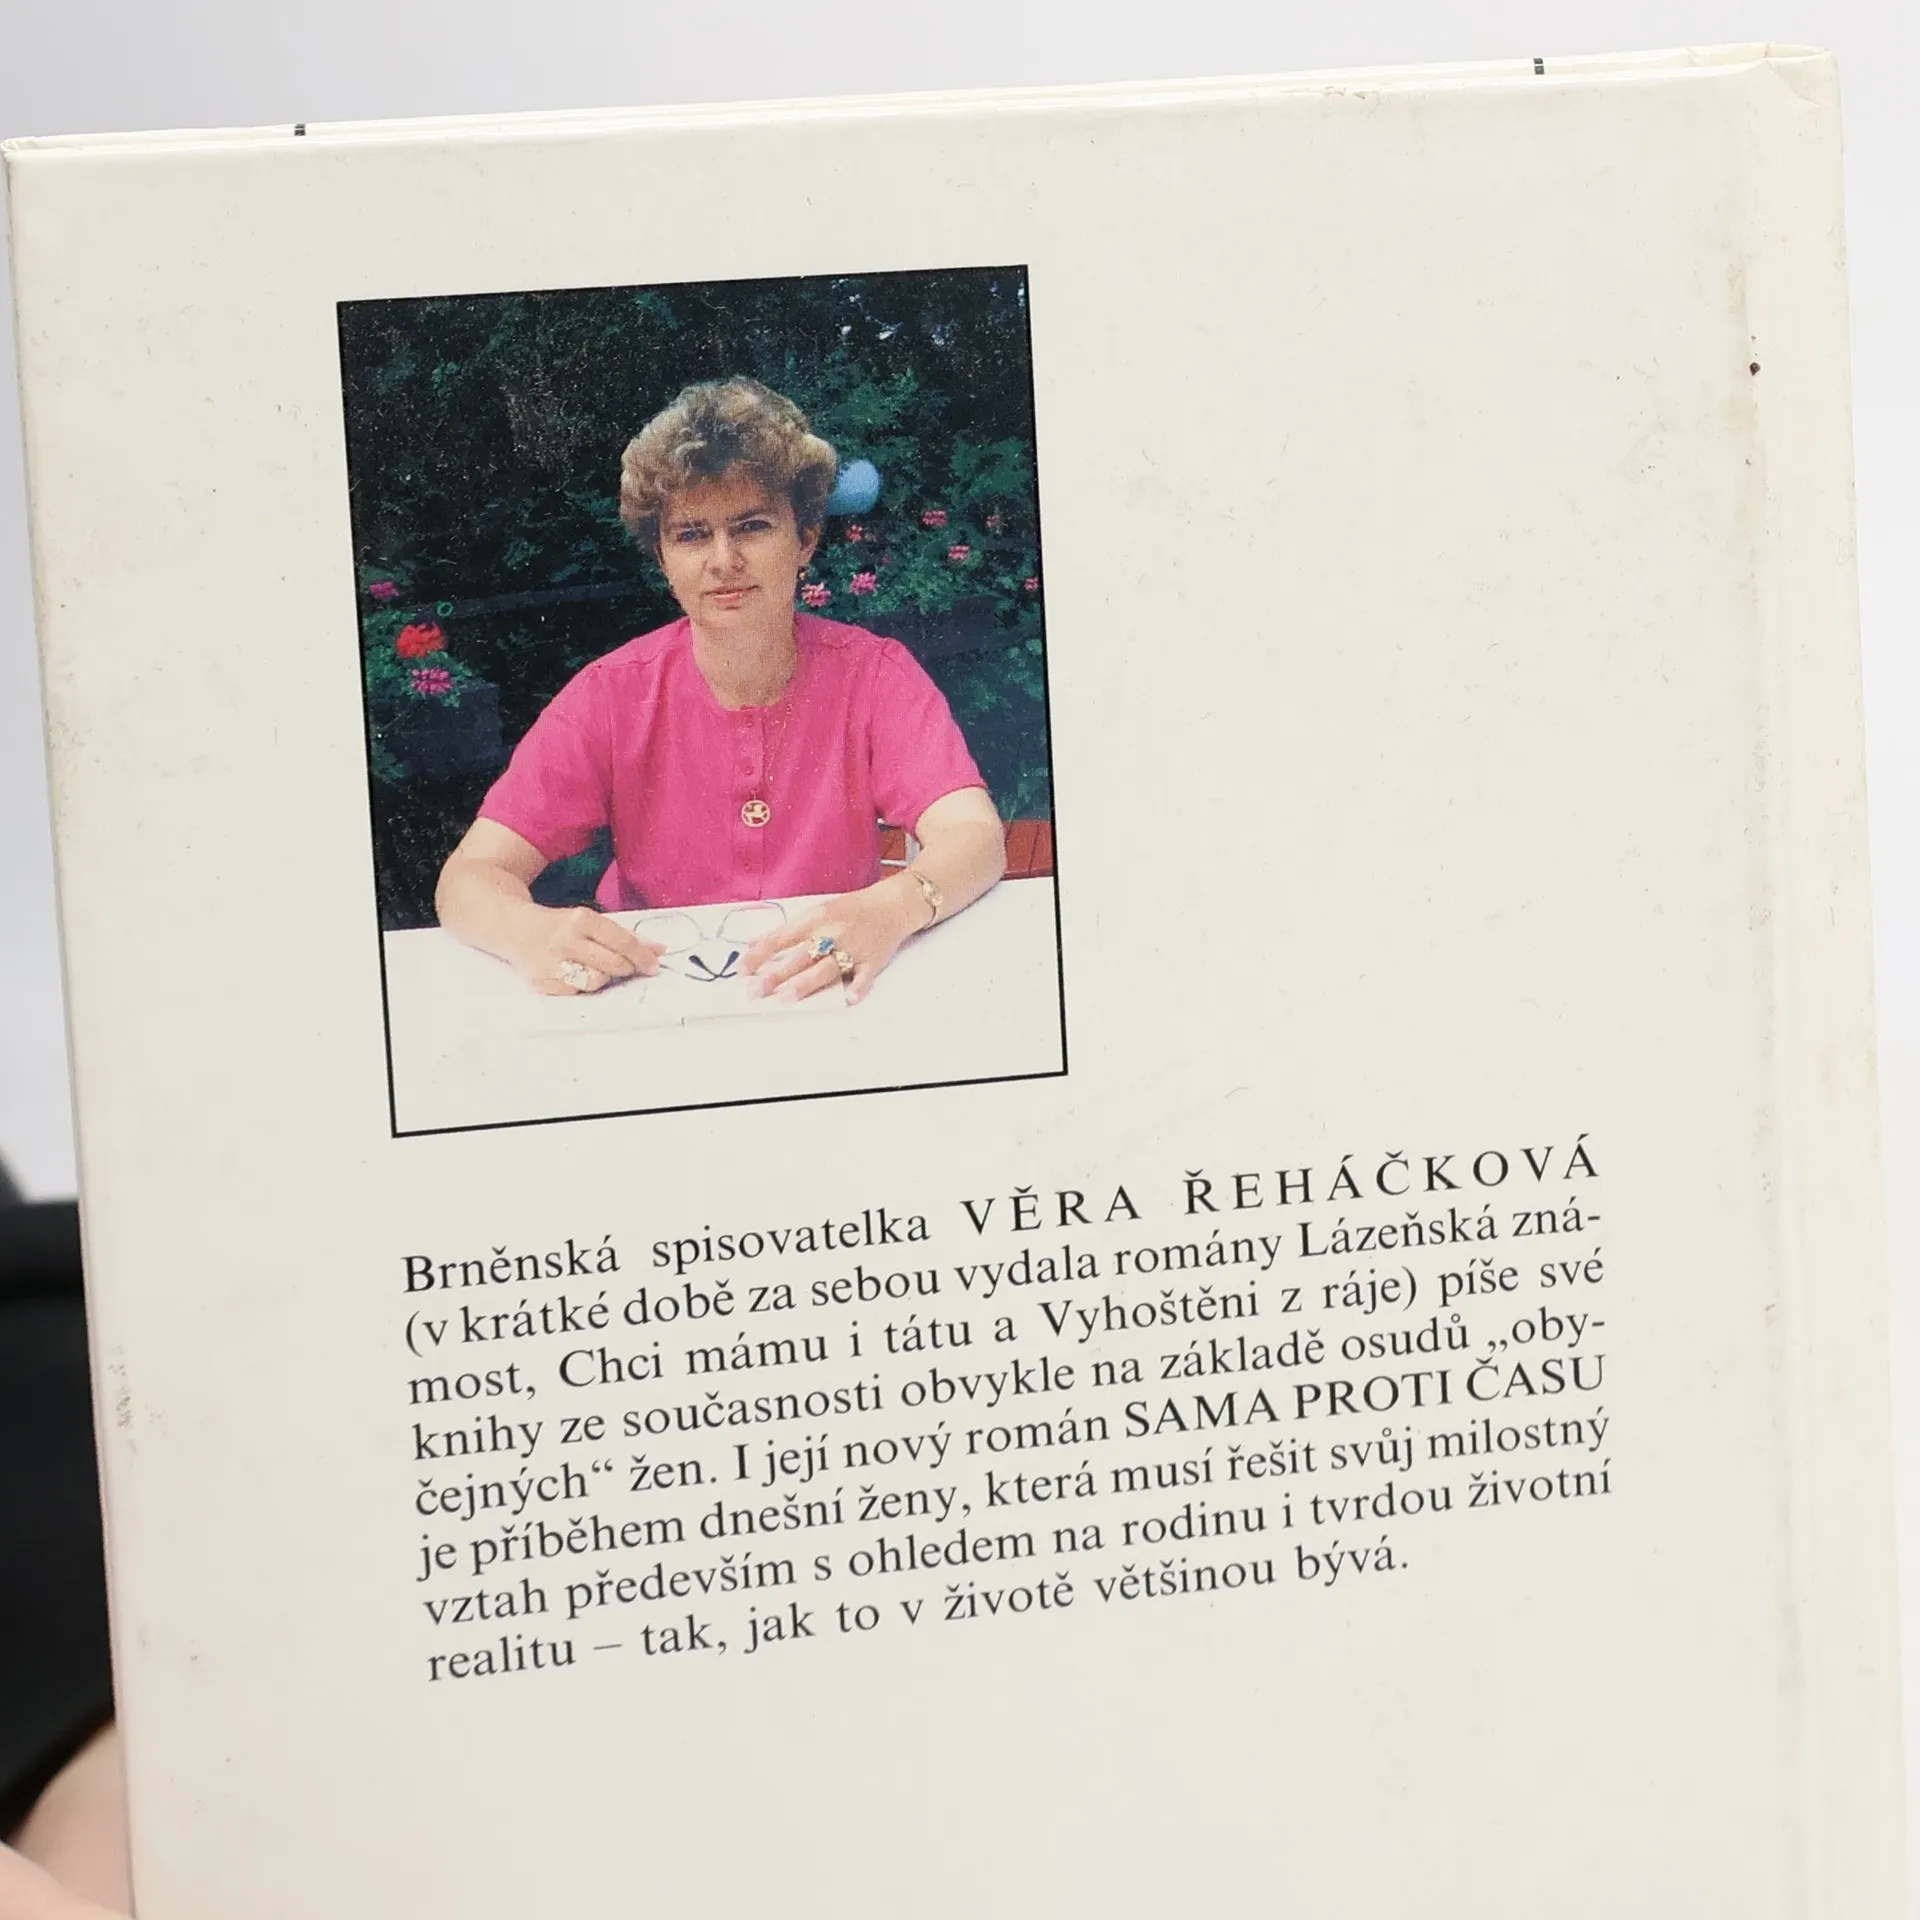 Brněnská spisovatelka VĚRA ŘEHÁČKOVÁ
(v krátké době za sebou vydala romány Lázeňská zná-
most, Chci mámu i tátu a Vyhoštěni z ráje) píše své
knihy ze současnosti obvykle na základě osudů „oby-
čejných“ žen. I její nový román SAMA PROTI ČASU
je příběhem dnešní ženy, která musí řešit svůj milostný
vztah především s ohledem na rodinu i tvrdou životní
realitu – tak, jak to v životě většinou bývá.